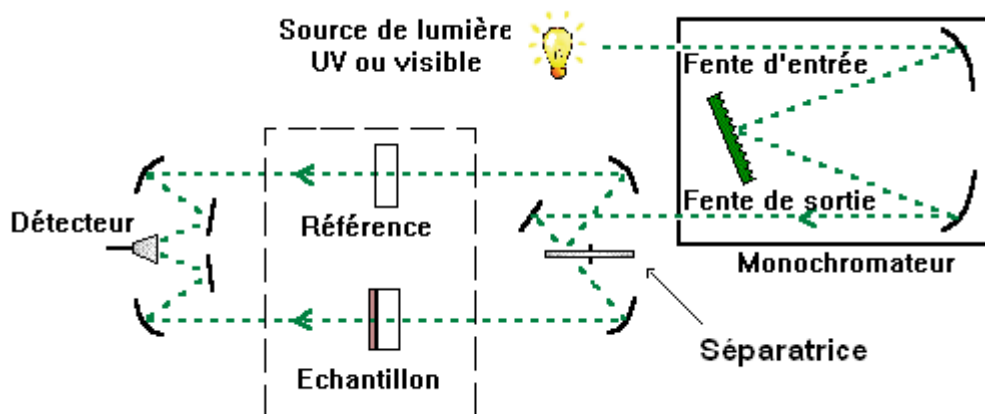 Source de lumière
UV ou visible
Fente d'entrée
Fente de sortie
Monochromateur
Détecteur
Référence
Echantillon
Séparatrice